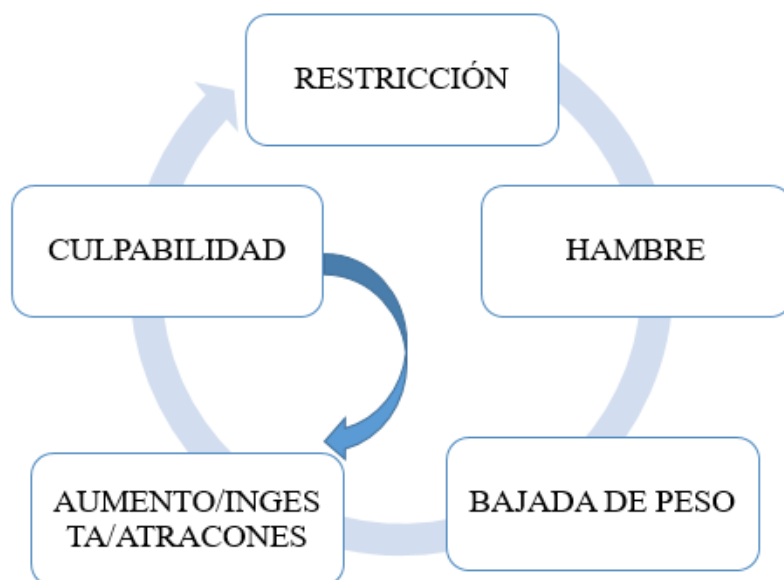 RESTRICCIÓN
HAMBRE
BAJADA DE PESO
AUMENTO/INGES
TA/ATRACONES
CULPABILIDAD